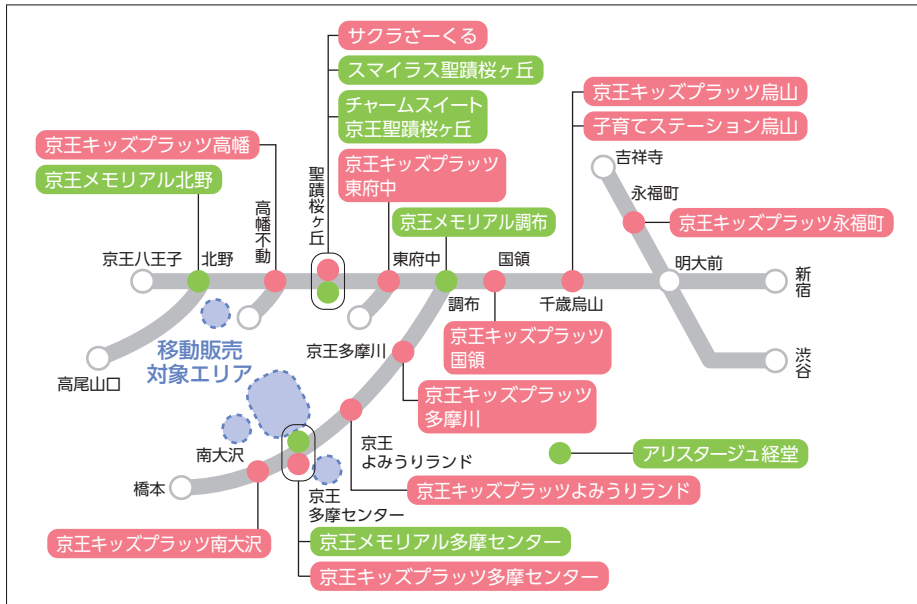 サクラさーくる
スマイラス聖蹟桜ヶ丘
チャームスイート
京王聖蹟桜ヶ丘
京王キッズプラッツ烏山
子育てステーション烏山
京王キッズプラッツ高幡
京王メモリアル北野
京王キッズプラッツ
東府中
京王メモリアル調布
吉祥寺
永福町
京王キッズプラッツ永福町
聖蹟桜ヶ丘
高幡不動
京王八王子
北野
東府中
国領
明大前
新宿
調布
千歳烏山
移動販売
対象エリア
京王多摩川
京王キッズプラッツ
国領
渋谷
高尾山口
京王キッズプラッツ
多摩川
南大沢
京王
よみうりランド
アリスタージュ経堂
橋本
京王
多摩センター
京王キッズプラッツよみうりランド
京王キッズプラッツ南大沢
京王メモリアル多摩センター
京王キッズプラッツ多摩センター